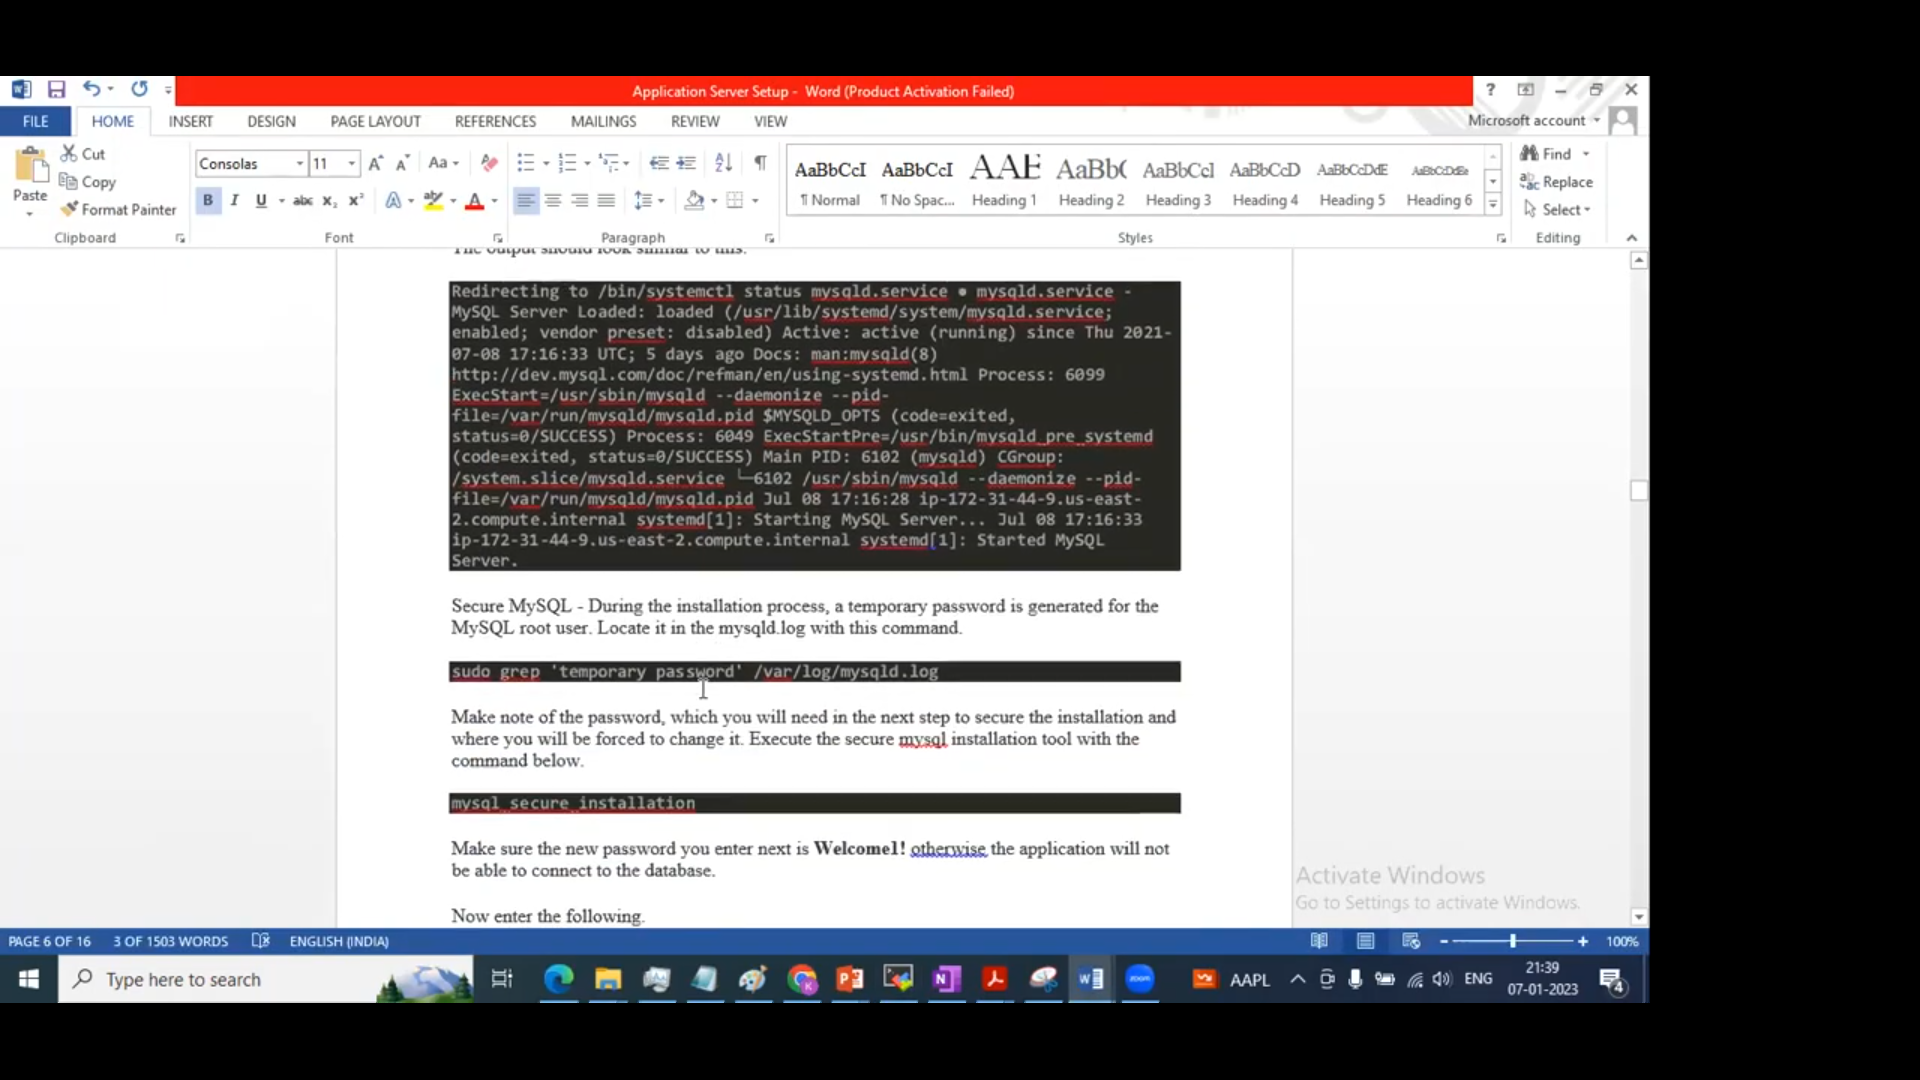 Application Server Setup - Word (Product Activation Failed)
FILE HOME INSERT DESIGN PAGE LAYOUT REFERENCES MAILINGS REVIEW VIEW Microsoft account
Paste
Cut
Copy
Format Painter
Clipboard
Consolas 11
Font
Paragraph
AaBbCcI AaBbCcI AAE AaBb( AaBbCcI AaBbCcD AaBbCcDdE AaBbCcDdEe
¶ Normal ¶ No Spac... Heading 1 Heading 2 Heading 3 Heading 4 Heading 5 Heading 6
Styles
Find
Replace
Select
Editing
The output should look similar to this.
Redirecting to /bin/systemctl status mysqld.service ● mysqld.service -
MySQL Server Loaded: loaded (/usr/lib/systemd/system/mysqld.service;
enabled; vendor preset: disabled) Active: active (running) since Thu 2021-
07-08 17:16:33 UTC; 5 days ago Docs: man:mysqld(8)
http://dev.mysql.com/doc/refman/en/using-systemd.html Process: 6099
ExecStart=/usr/sbin/mysqld --daemonize --pid-
file=/var/run/mysqld/mysqld.pid $MYSQLD_OPTS (code=exited,
status=0/SUCCESS) Process: 6049 ExecStartPre=/usr/bin/mysqld_pre_systemd
(code=exited, status=0/SUCCESS) Main PID: 6102 (mysqld) CGroup:
/system.slice/mysqld.service └─6102 /usr/sbin/mysqld --daemonize --pid-
file=/var/run/mysqld/mysqld.pid Jul 08 17:16:28 ip-172-31-44-9.us-east-
2.compute.internal systemd[1]: Starting MySQL Server... Jul 08 17:16:33
ip-172-31-44-9.us-east-2.compute.internal systemd[1]: Started MySQL
Server.
Secure MySQL - During the installation process, a temporary password is generated for the
MySQL root user. Locate it in the mysqld.log with this command.
sudo grep 'temporary password' /var/log/mysqld.log
Make note of the password, which you will need in the next step to secure the installation and
where you will be forced to change it. Execute the secure mysql installation tool with the
command below.
mysql_secure_installation
Make sure the new password you enter next is Welcome1! otherwise the application will not
be able to connect to the database.
Now enter the following.
Activate Windows
Go to Settings to activate Windows.
PAGE 6 OF 16 3 OF 1503 WORDS ENGLISH (INDIA) 100%
Type here to search
zoom
AAPL
ENG
21:39
07-01-2023
4